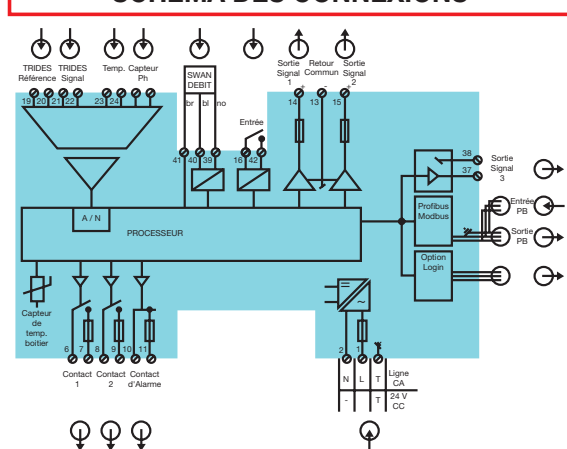 SCHÉMA DES CONNEXIONS
TRIDES TRIDES Temp. Capteur
Référence Signal Ph
19 20 21 22 23 24
SWAN
DEBIT
br bl no
41 40 39
Entrée
16 42
Sortie Retour Sortie
Signal Commun Signal
1 2
+ - +
14 13 15
38
37
Sortie
Signal
3
Profibus
Modbus
Entrée
PB
Sortie
PB
Option
Login
A / N
PROCESSEUR
Capteur
de
temp.
boitier
6 7 8 9 10 11
Contact Contact Contact
1 2 d'Alarme
= ~
2 1
N L T Ligne
CA
- T 24 V
CC